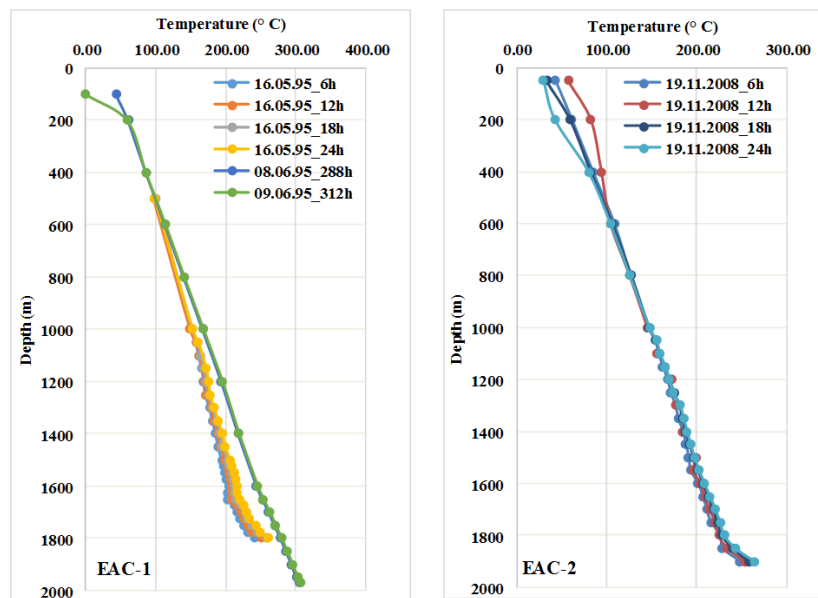 Temperature (° C)
0.00 100.00 200.00 300.00 400.00
0
200
400
600
800
1000
1200
1400
1600
1800
2000
Depth (m)
16.05.95_6h
16.05.95_12h
16.05.95_18h
16.05.95_24h
08.06.95_288h
09.06.95_312h
EAC-1
Temperature (° C)
0.00 100.00 200.00 300.00
0
200
400
600
800
1000
1200
1400
1600
1800
2000
Depth (m)
19.11.2008_6h
19.11.2008_12h
19.11.2008_18h
19.11.2008_24h
EAC-2